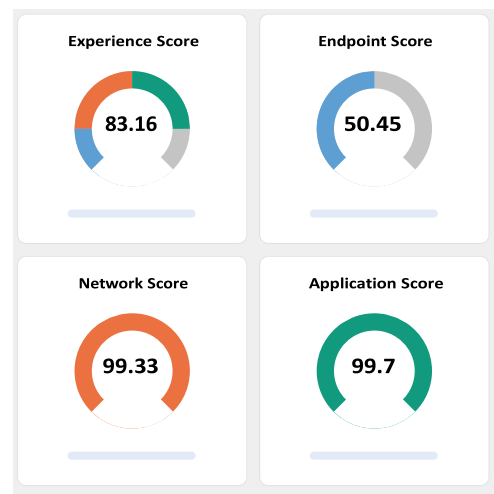 Experience Score
83.16
Endpoint Score
50.45
Network Score
99.33
Application Score
99.7